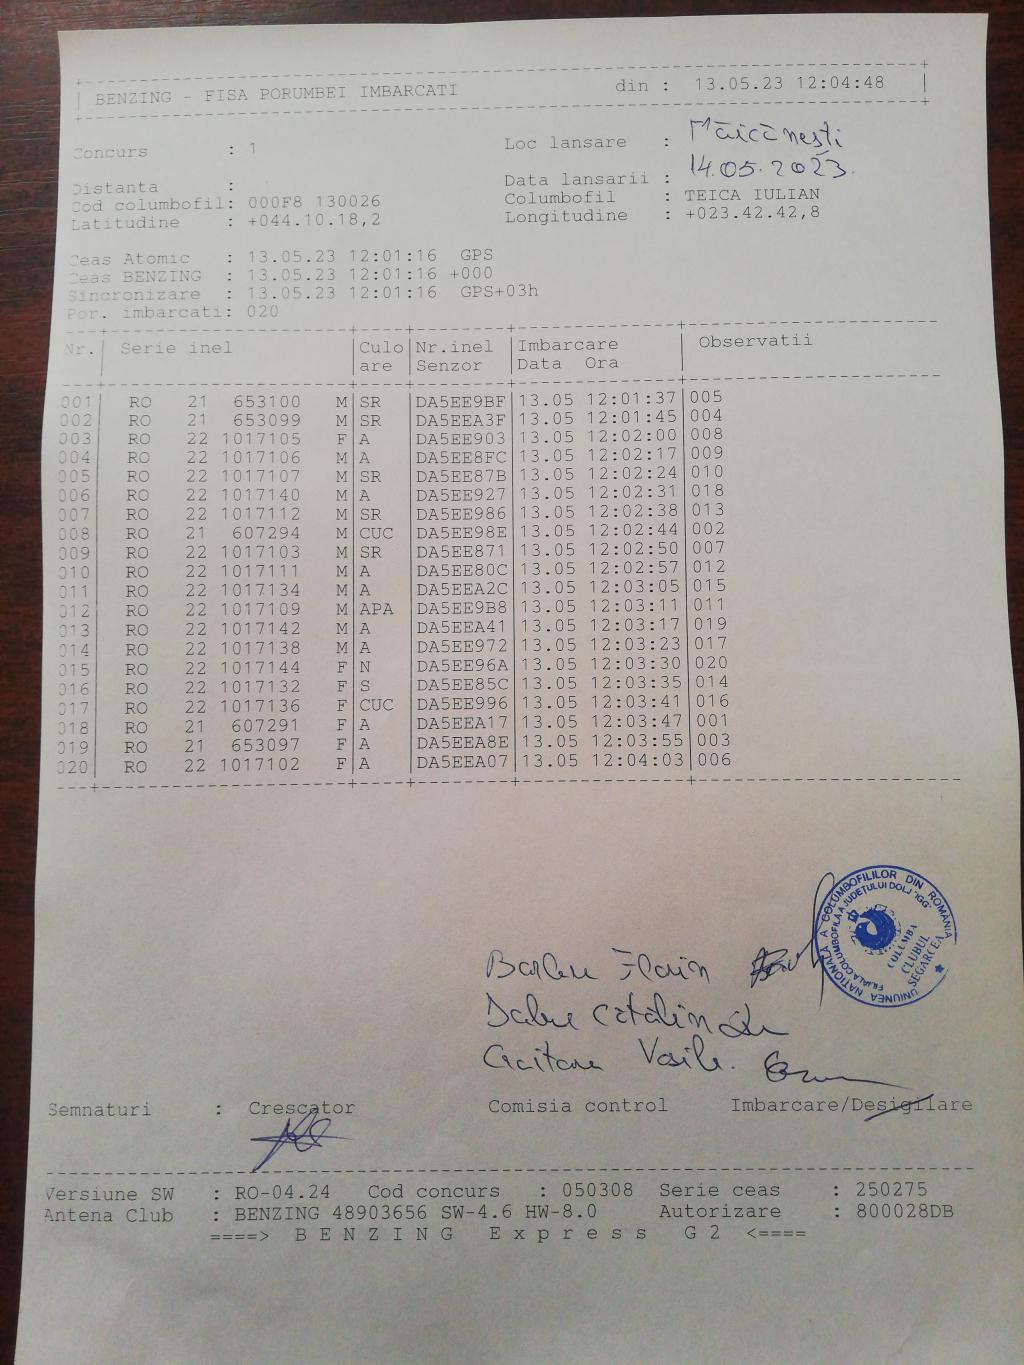 BENZING - FISA PORUMBEI IMBARCATI din : 13.05.23 12:04:48
Concurs : 1 Loc lansare : Măicănești
Distanta : Data lansarii : 14.05.2023.
Cod columbofil: 000F8 130026 Columbofil : TEICA IULIAN
Latitudine : +044.10.18,2 Longitudine : +023.42.42,8
Ceas Atomic : 13.05.23 12:01:16 GPS
Ceas BENZING : 13.05.23 12:01:16 +000
Sincronizare : 13.05.23 12:01:16 GPS+03h
Por. imbarcati: 020
Nr. Serie inel Culo Nr.inel Imbarcare Observatii
are Senzor Data Ora
001 RO 21 653100 M SR DA5EE9BF 13.05 12:01:37 005
002 RO 21 653099 M SR DA5EEA3F 13.05 12:01:45 004
003 RO 22 1017105 F A DA5EE903 13.05 12:02:00 008
004 RO 22 1017106 M A DA5EE8FC 13.05 12:02:17 009
005 RO 22 1017107 M SR DA5EE87B 13.05 12:02:24 010
006 RO 22 1017140 M A DA5EE927 13.05 12:02:31 018
007 RO 22 1017112 M SR DA5EE986 13.05 12:02:38 013
008 RO 21 607294 M CUC DA5EE98E 13.05 12:02:44 002
009 RO 22 1017103 M SR DA5EE871 13.05 12:02:50 007
010 RO 22 1017111 M A DA5EE80C 13.05 12:02:57 012
011 RO 22 1017134 M A DA5EEA2C 13.05 12:03:05 015
012 RO 22 1017109 M APA DA5EE9B8 13.05 12:03:11 011
013 RO 22 1017142 M A DA5EEA41 13.05 12:03:17 019
014 RO 22 1017138 M A DA5EE972 13.05 12:03:23 017
015 RO 22 1017144 F N DA5EE96A 13.05 12:03:30 020
016 RO 22 1017132 F S DA5EE85C 13.05 12:03:35 014
017 RO 22 1017136 F CUC DA5EE996 13.05 12:03:41 016
018 RO 21 607291 F A DA5EEA17 13.05 12:03:47 001
019 RO 21 653097 F A DA5EEA8E 13.05 12:03:55 003
020 RO 22 1017102 F A DA5EEA07 13.05 12:04:03 006
UNIUNEA NATIONALA A COLUMBOFILILOR DIN ROMÂNIA
FILIALA COLUMBOFILA A JUDETULUI DOLJ "IGG"
COLUMBA
CLUBUL
SEGARCEA
Barbu Florin
Catalin
Vasile.
Semnaturi : Crescator Comisia control Imbarcare/Desigilare
Versiune SW : RO-04.24 Cod concurs : 050308 Serie ceas : 250275
Antena Club : BENZING 48903656 SW-4.6 HW-8.0 Autorizare : 800028DB
====> B E N Z I N G E x p r e s s G 2 <====